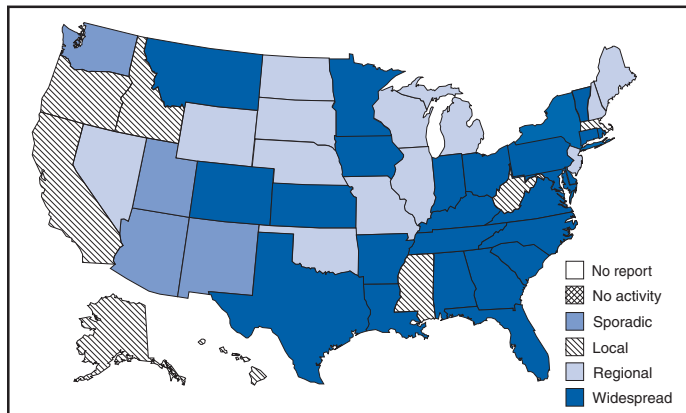 No report
No activity
Sporadic
Local
Regional
Widespread